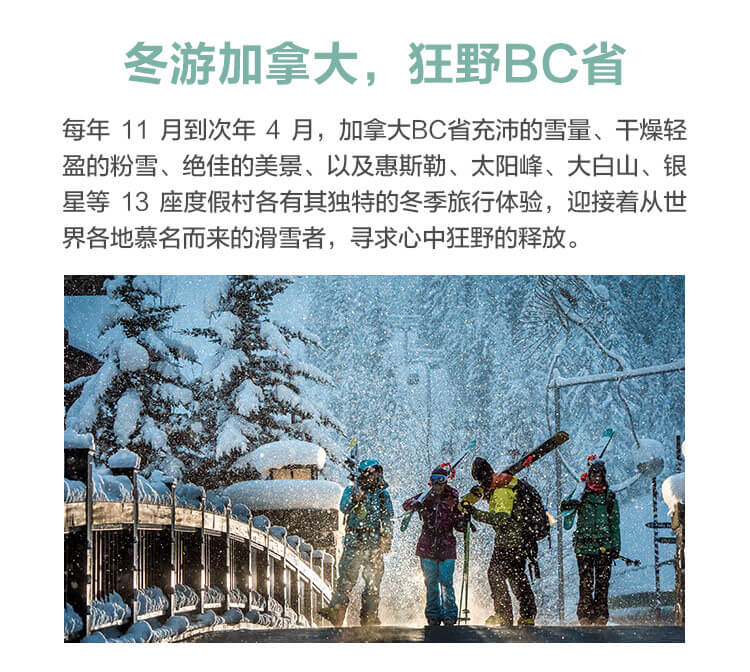 冬游加拿大，狂野BC省
每年 11 月到次年 4 月，加拿大BC省充沛的雪量、干燥轻
盈的粉雪、绝佳的美景、以及惠斯勒、太阳峰、大白山、银
星等 13 座度假村各有其独特的冬季旅行体验，迎接着从世
界各地慕名而来的滑雪者，寻求心中狂野的释放。